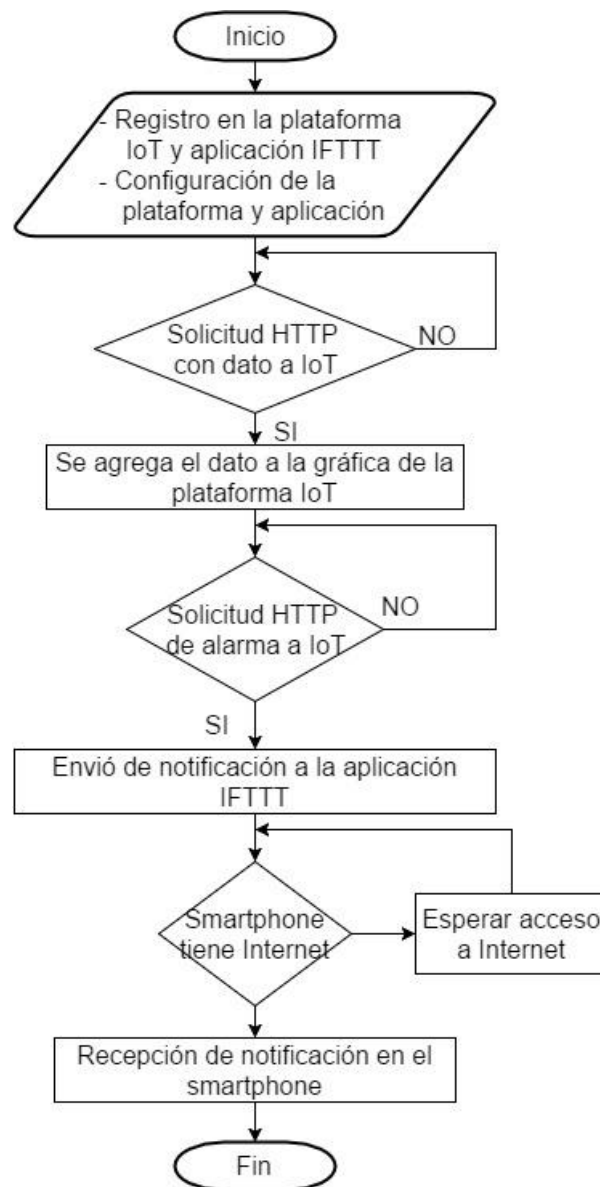 Inicio
- Registro en la plataforma
IoT y aplicación IFTTT
- Configuración de la
plataforma y aplicación
Solicitud HTTP
con dato a IoT
NO
SI
Se agrega el dato a la gráfica de la
plataforma IoT
Solicitud HTTP
de alarma a IoT
NO
SI
Envió de notificación a la aplicación
IFTTT
Smartphone
tiene Internet
Esperar acceso
a Internet
Recepción de notificación en el
smartphone
Fin